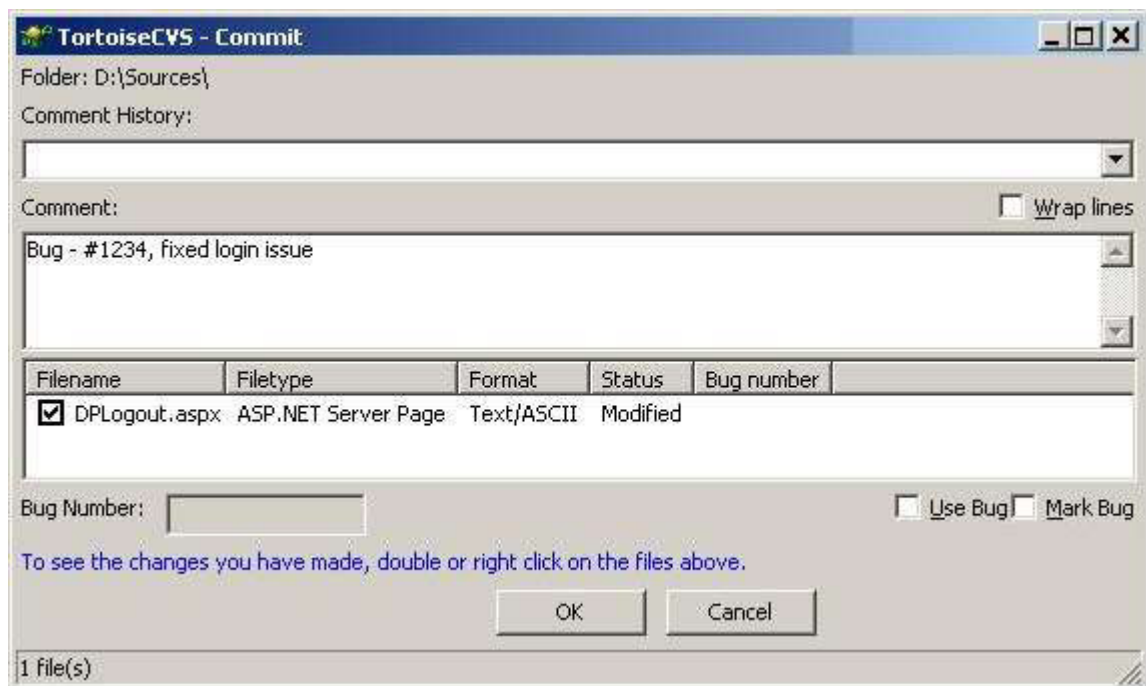 TortoiseCVS - Commit
Folder: D:\Sources\
Comment History:
Comment:
Wrap lines
Bug - #1234, fixed login issue
Filename Filetype Format Status Bug number
DPLogout.aspx ASP.NET Server Page Text/ASCII Modified
Bug Number:
Use Bug Mark Bug
To see the changes you have made, double or right click on the files above.
OK Cancel
1 file(s)